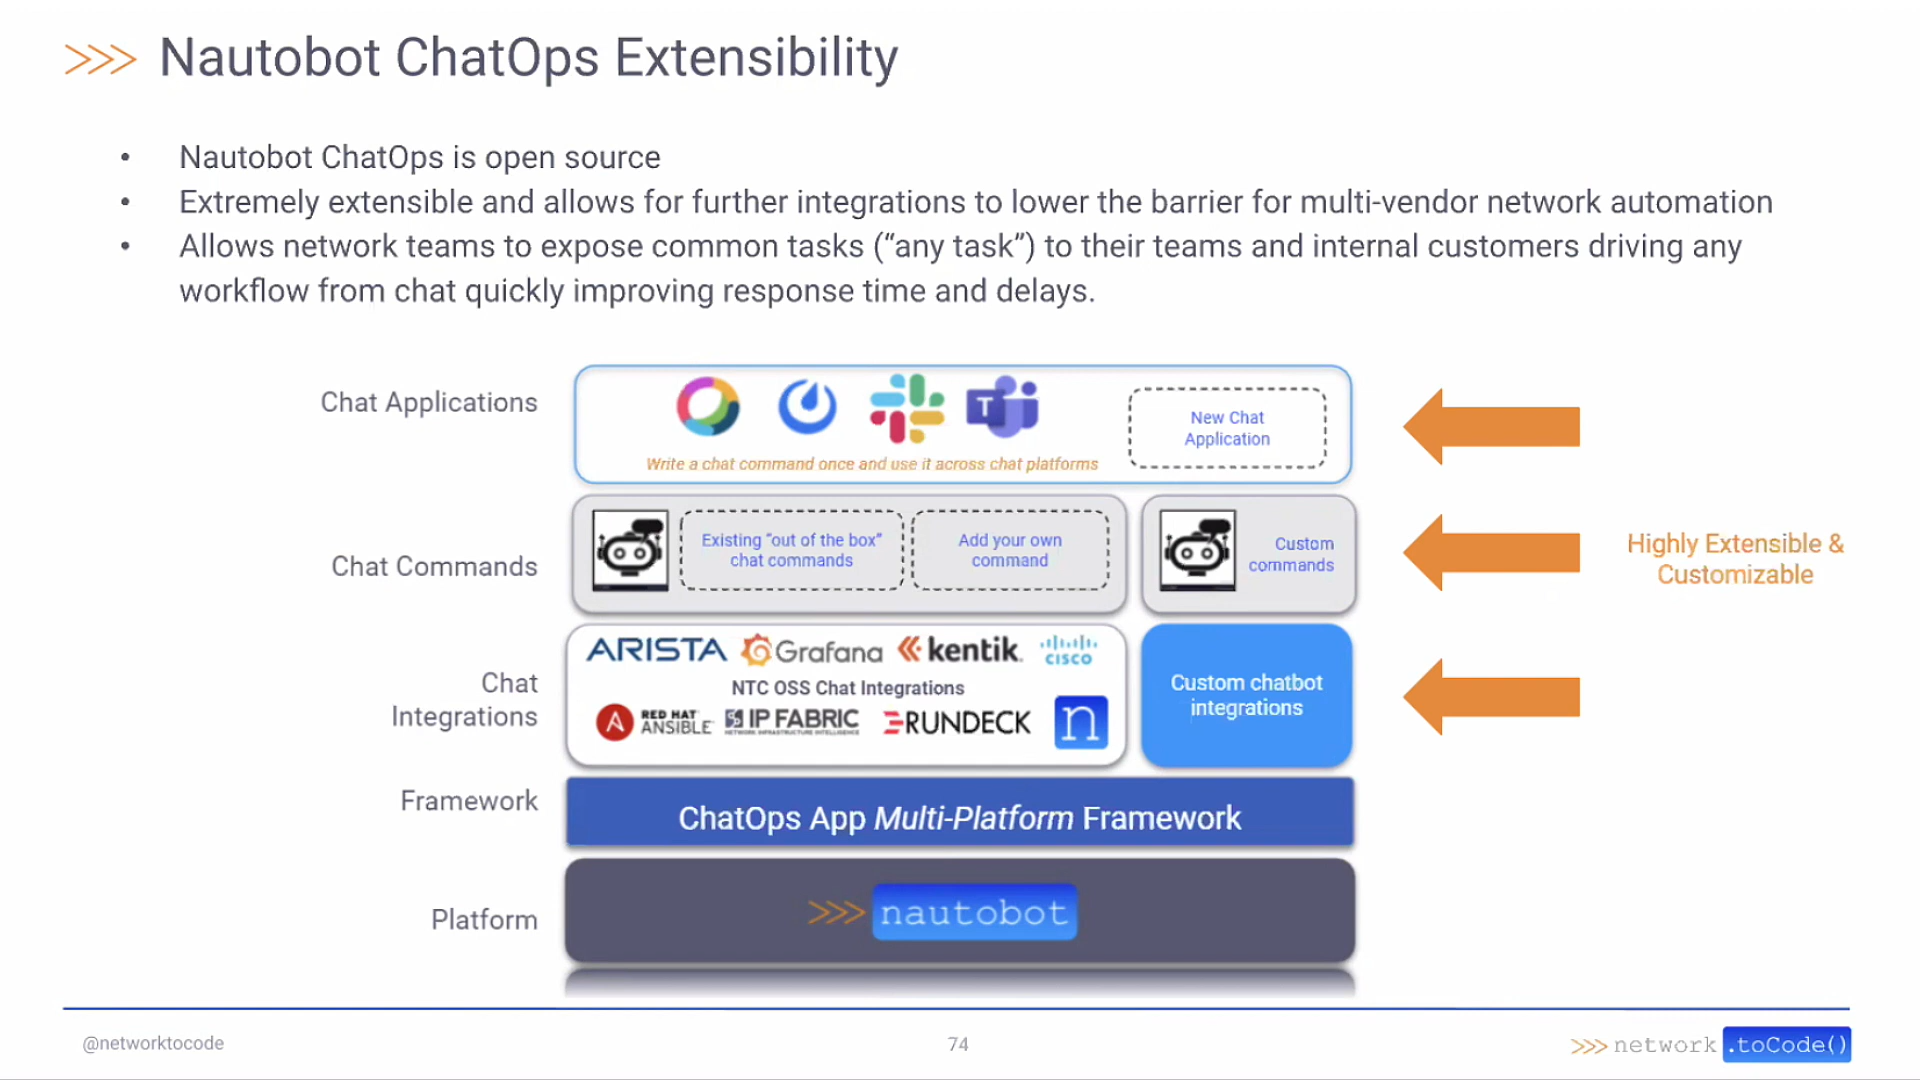 >>> Nautobot ChatOps Extensibility
• Nautobot ChatOps is open source
• Extremely extensible and allows for further integrations to lower the barrier for multi-vendor network automation
• Allows network teams to expose common tasks (“any task”) to their teams and internal customers driving any
workflow from chat quickly improving response time and delays.
Chat Applications
T
Write a chat command once and use it across chat platforms
New Chat
Application
Chat Commands
Existing “out of the box”
chat commands
Add your own
command
Custom
commands
Highly Extensible &
Customizable
Chat
Integrations
ARISTA Grafana kentik. CISCO
NTC OSS Chat Integrations
A RED HAT
ANSIBLE
IP FABRIC
NETWORK INFRASTRUCTURE INTELLIGENCE
RUNDECK
n
Custom chatbot
integrations
Framework
ChatOps App Multi-Platform Framework
Platform
>>> nautobot
@networktocode
74
>>> network .toCode()